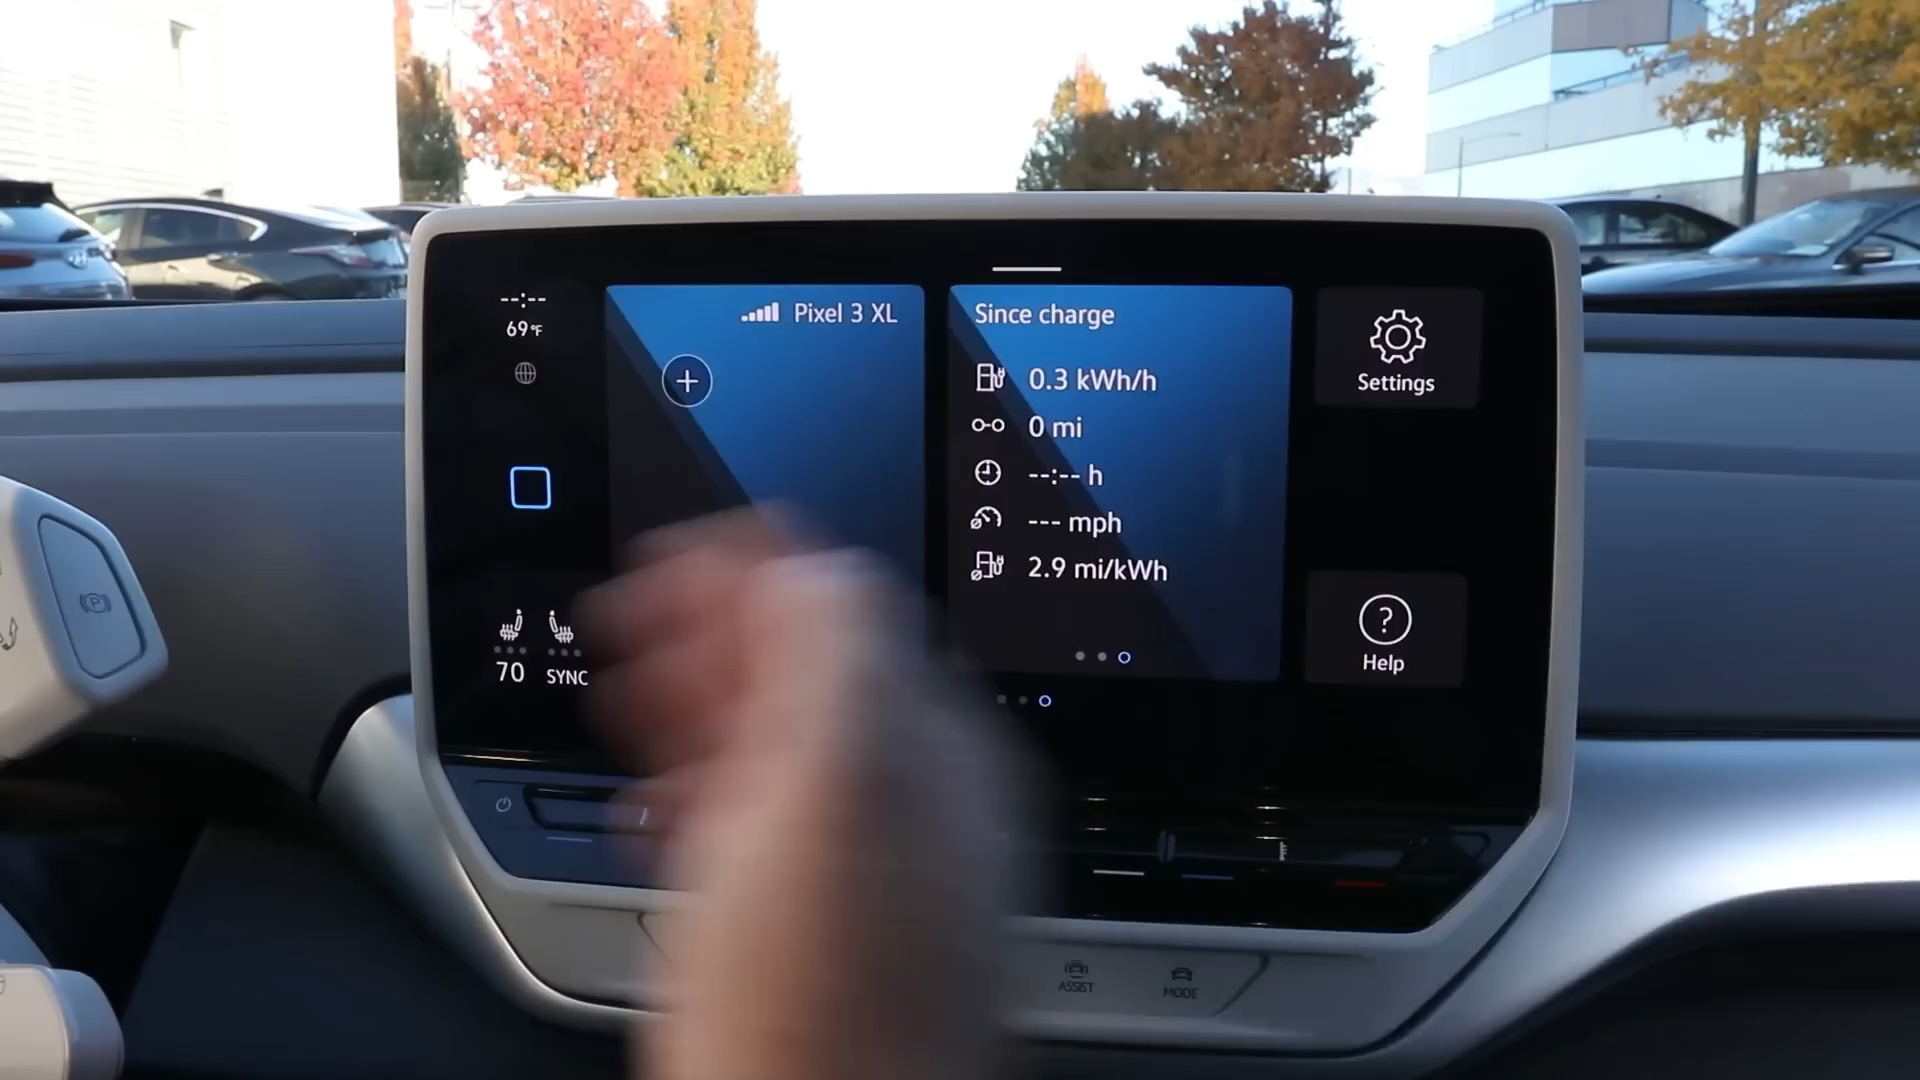 --:--
69°F
Pixel 3 XL
Since charge
0.3 kWh/h
0 mi
--:-- h
--- mph
2.9 mi/kWh
Settings
Help
70
SYNC
P
ASSIST
MODE